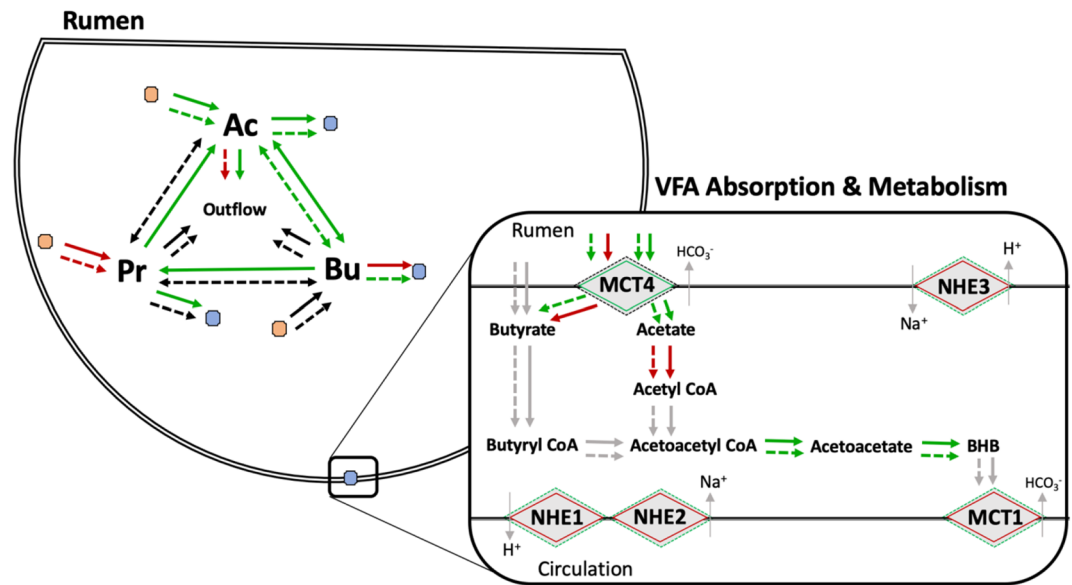 Rumen
Ac
Outflow
Pr
Bu
VFA Absorption & Metabolism
Rumen
HCO₃⁻
H⁺
MCT4
NHE3
Na⁺
Butyrate
Acetate
Acetyl CoA
Butyryl CoA
Acetoacetyl CoA
Acetoacetate
BHB
Na⁺
HCO₃⁻
NHE1
NHE2
MCT1
H⁺
Circulation